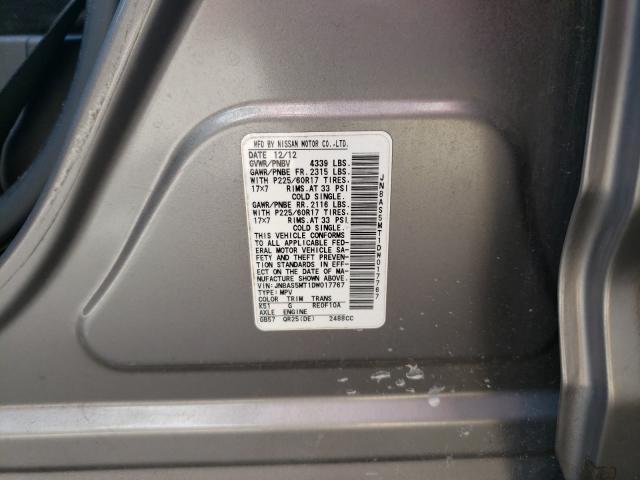 MFD BY NISSAN MOTOR CO.,LTD.
DATE 12/12
GVWR/PNBV 4339 LBS.
GAWR/PNBE FR. 2315 LBS.
WITH P225/60R17 TIRES,
17X7 RIMS,AT 33 PSI
COLD SINGLE.
GAWR/PNBE RR. 2116 LBS.
WITH P225/60R17 TIRES,
17X7 RIMS,AT 33 PSI
COLD SINGLE.
THIS VEHICLE CONFORMS
TO ALL APPLICABLE FED-
ERAL MOTOR VEHICLE SA-
FETY AND THEFT PREVEN-
TION STANDARDS IN EFF-
ECT ON THE DATE OF MA-
NUFACTURE SHOWN ABOVE.
VIN:JN8AS5MT1DW017767
TYPE:MPV
COLOR TRIM TRANS
K51 G RE0F10A
AXLE ENGINE
GB57 QR25(DE) 2488CC
JN8AS5MT1DW017767